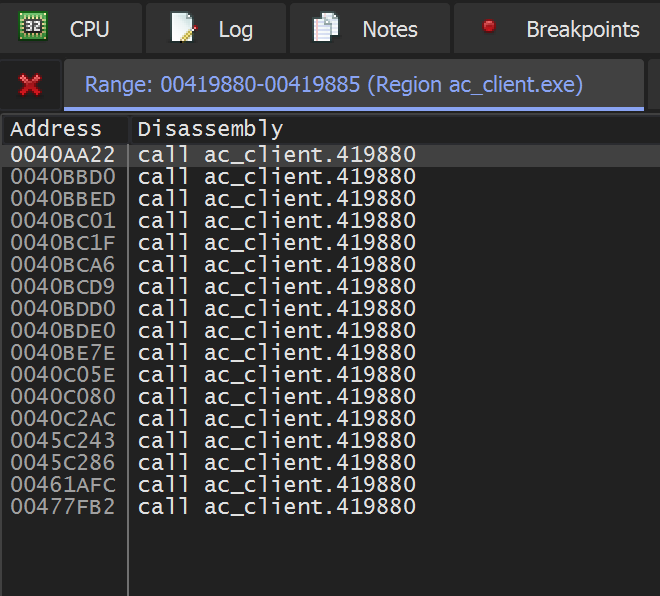 32 CPU Log Notes Breakpoints
Range: 00419880-00419885 (Region ac_client.exe)
Address Disassembly
0040AA22 call ac_client.419880
0040BBD0 call ac_client.419880
0040BBED call ac_client.419880
0040BC01 call ac_client.419880
0040BC1F call ac_client.419880
0040BCA6 call ac_client.419880
0040BCD9 call ac_client.419880
0040BDD0 call ac_client.419880
0040BDE0 call ac_client.419880
0040BE7E call ac_client.419880
0040C05E call ac_client.419880
0040C080 call ac_client.419880
0040C2AC call ac_client.419880
0045C243 call ac_client.419880
0045C286 call ac_client.419880
00461AFC call ac_client.419880
00477FB2 call ac_client.419880